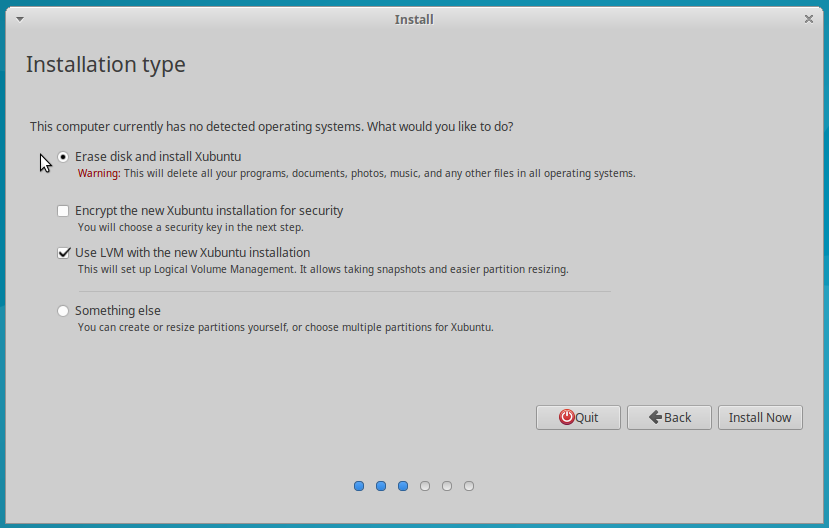 Install
Installation type
This computer currently has no detected operating systems. What would you like to do?
Erase disk and install Xubuntu
Warning: This will delete all your programs, documents, photos, music, and any other files in all operating systems.
Encrypt the new Xubuntu installation for security
You will choose a security key in the next step.
Use LVM with the new Xubuntu installation
This will set up Logical Volume Management. It allows taking snapshots and easier partition resizing.
Something else
You can create or resize partitions yourself, or choose multiple partitions for Xubuntu.
Quit Back Install Now